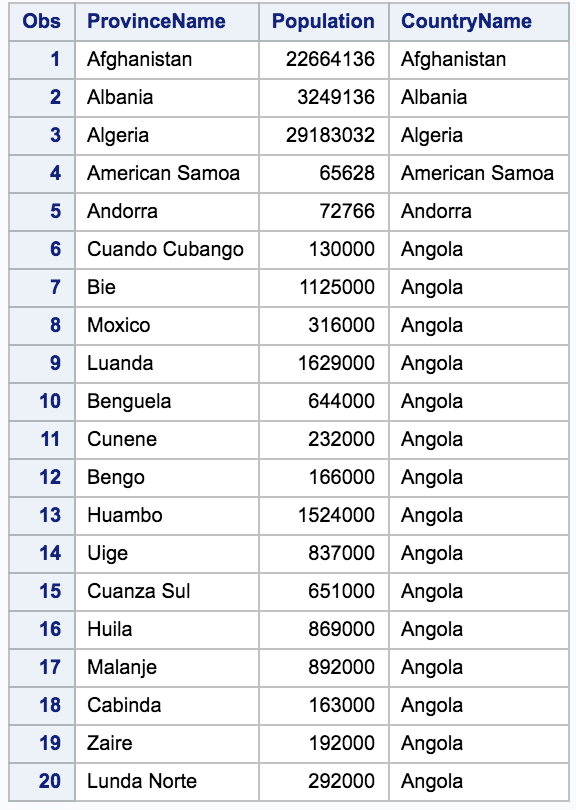 Obs ProvinceName Population CountryName
1 Afghanistan 22664136 Afghanistan
2 Albania 3249136 Albania
3 Algeria 29183032 Algeria
4 American Samoa 65628 American Samoa
5 Andorra 72766 Andorra
6 Cuando Cubango 130000 Angola
7 Bie 1125000 Angola
8 Moxico 316000 Angola
9 Luanda 1629000 Angola
10 Benguela 644000 Angola
11 Cunene 232000 Angola
12 Bengo 166000 Angola
13 Huambo 1524000 Angola
14 Uige 837000 Angola
15 Cuanza Sul 651000 Angola
16 Huila 869000 Angola
17 Malanje 892000 Angola
18 Cabinda 163000 Angola
19 Zaire 192000 Angola
20 Lunda Norte 292000 Angola